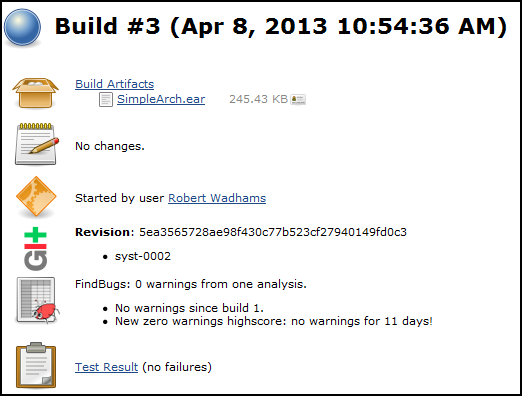 Build #3 (Apr 8, 2013 10:54:36 AM)
Build Artifacts
SimpleArch.ear 245.43 KB
No changes.
Started by user Robert Wadhams
GIT
Revision: 5ea3565728ae98f430c77b523cf27940149fd0c3
• syst-0002
FindBugs: 0 warnings from one analysis.
• No warnings since build 1.
• New zero warnings highscore: no warnings for 11 days!
Test Result (no failures)